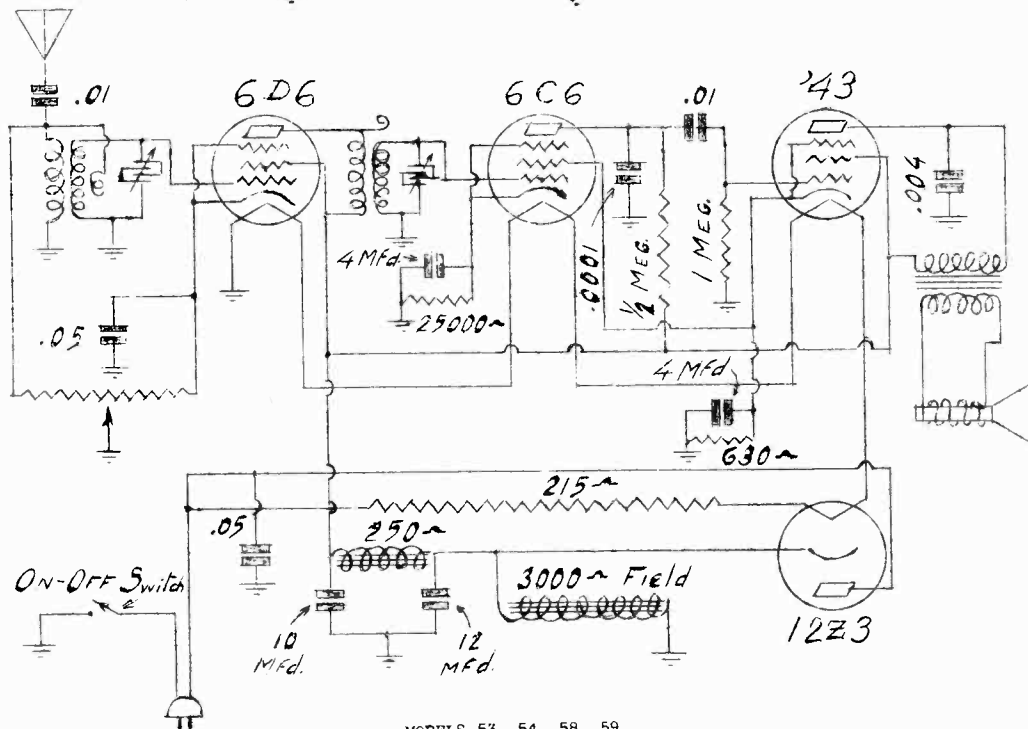 6D6
6C6
'43
.01
.01
.004
4 Mfd.
.0001
½ MEG.
1 MEG.
25000~
.05
4 Mfd
630~
215~
.05
250~
ON-OFF Switch
3000~ Field
10 MFd.
12 MFd.
12Z3
MODELS 53 54 58 59